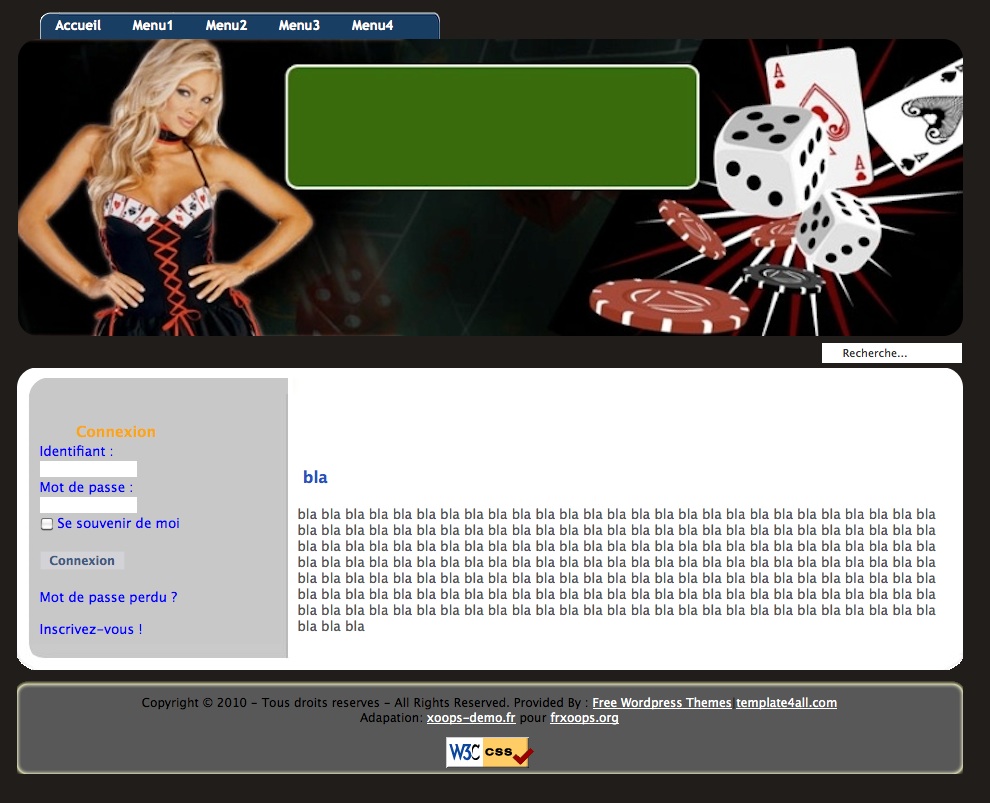 Accueil Menu1 Menu2 Menu3 Menu4
A
A
A
Recherche...
Connexion
Identifiant :
Mot de passe :
Se souvenir de moi
Connexion
Mot de passe perdu ?
Inscrivez-vous !
bla
bla bla bla bla bla bla bla bla bla bla bla bla bla bla bla bla bla bla bla bla bla bla bla bla bla bla bla
bla bla bla bla bla bla bla bla bla bla bla bla bla bla bla bla bla bla bla bla bla bla bla bla bla bla bla
bla bla bla bla bla bla bla bla bla bla bla bla bla bla bla bla bla bla bla bla bla bla bla bla bla bla bla
bla bla bla bla bla bla bla bla bla bla bla bla bla bla bla bla bla bla bla bla bla bla bla bla bla bla bla
bla bla bla bla bla bla bla bla bla bla bla bla bla bla bla bla bla bla bla bla bla bla bla bla bla bla bla
bla bla bla bla bla bla bla bla bla bla bla bla bla bla bla bla bla bla bla bla bla bla bla bla bla bla bla
bla bla bla bla bla bla bla bla bla bla bla bla bla bla bla bla bla bla bla bla bla bla bla bla bla bla bla
bla bla bla
Copyright © 2010 - Tous droits reserves - All Rights Reserved. Provided By : Free Wordpress Themes|template4all.com
Adapation: xoops-demo.fr pour frxoops.org
W3C css